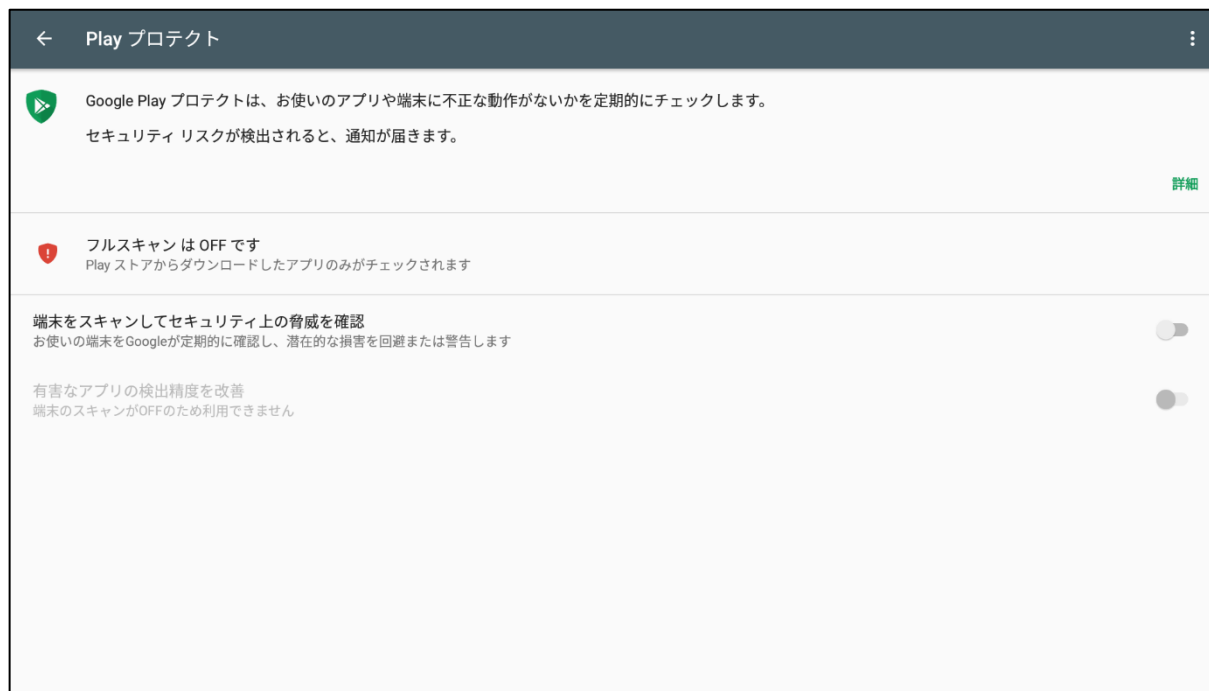 Play プロテクト
Google Play プロテクトは、お使いのアプリや端末に不正な動作がないかを定期的にチェックします。
セキュリティ リスクが検出されると、通知が届きます。
詳細
フルスキャン は OFF です
Play ストアからダウンロードしたアプリのみがチェックされます
端末をスキャンしてセキュリティ上の脅威を確認
お使いの端末をGoogleが定期的に確認し、潜在的な損害を回避または警告します
有害なアプリの検出精度を改善
端末のスキャンがOFFのため利用できません